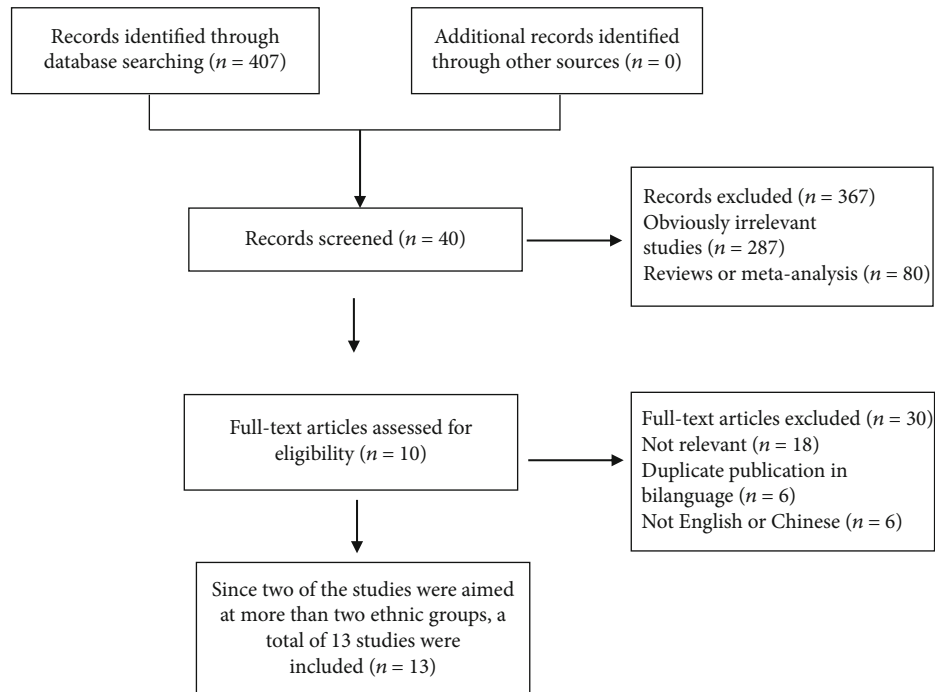 Records identified through
database searching (n = 407)
Additional records identified
through other sources (n = 0)
Records screened (n = 40)
Records excluded (n = 367)
Obviously irrelevant
studies (n = 287)
Reviews or meta-analysis (n = 80)
Full-text articles assessed for
eligibility (n = 10)
Full-text articles excluded (n = 30)
Not relevant (n = 18)
Duplicate publication in
bilanguage (n = 6)
Not English or Chinese (n = 6)
Since two of the studies were aimed
at more than two ethnic groups, a
total of 13 studies were
included (n = 13)